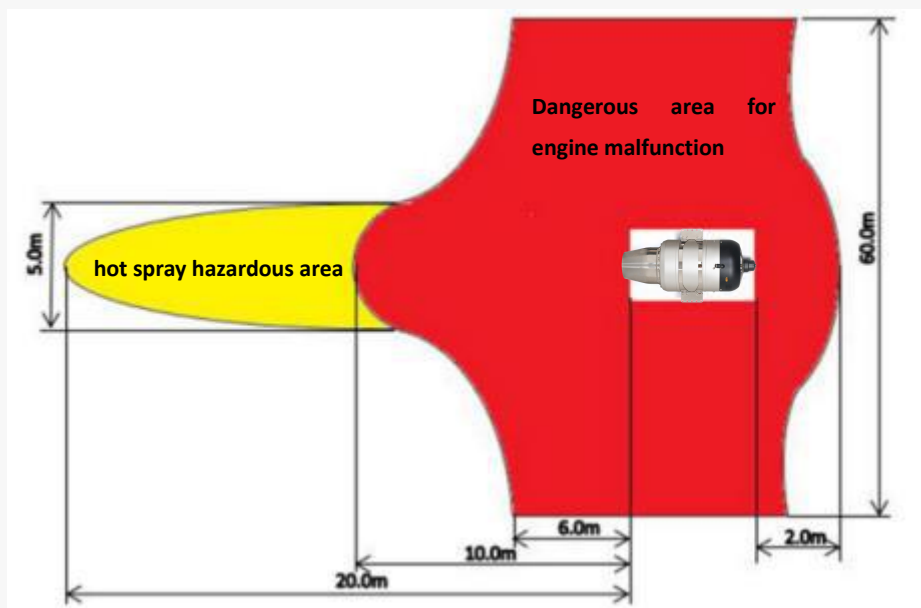 Dangerous area for
engine malfunction
5.0m
hot spray hazardous area
60.0m
6.0m
2.0m
10.0m
20.0m